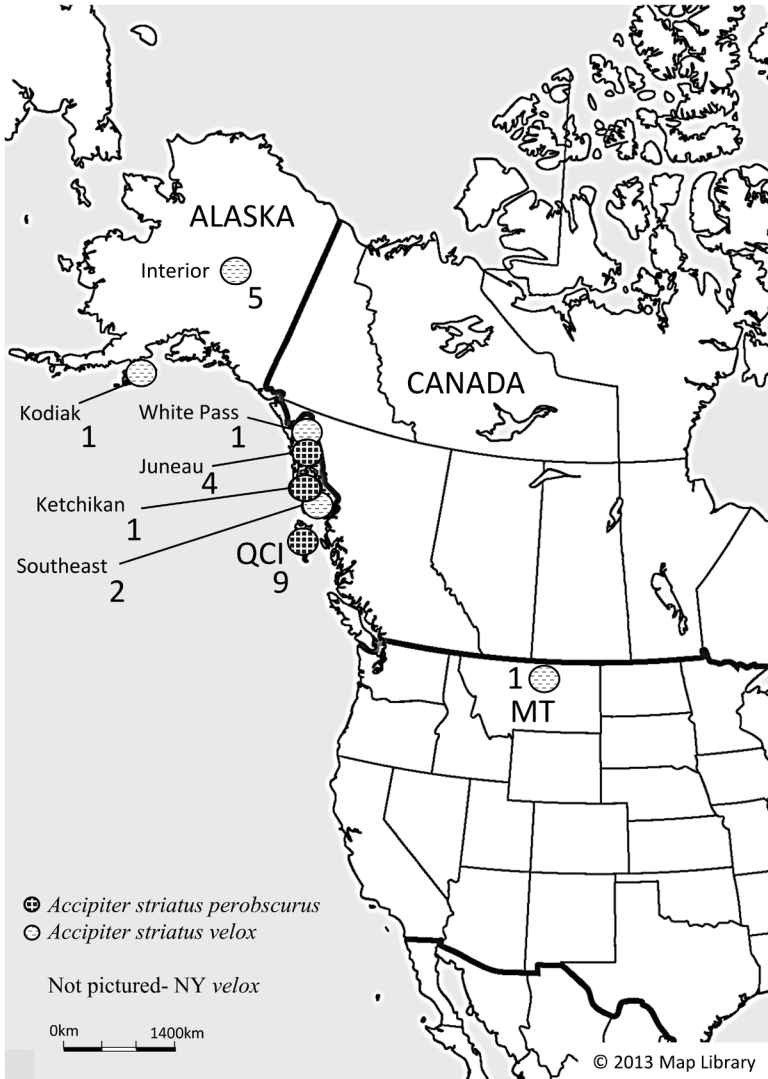 ALASKA
Interior
5
CANADA
Kodiak
1
White Pass
1
Juneau
4
Ketchikan
1
QCI
9
Southeast
2
1
MT
Accipiter striatus perobscurus
Accipiter striatus velox
Not pictured- NY velox
0km 1400km
© 2013 Map Library